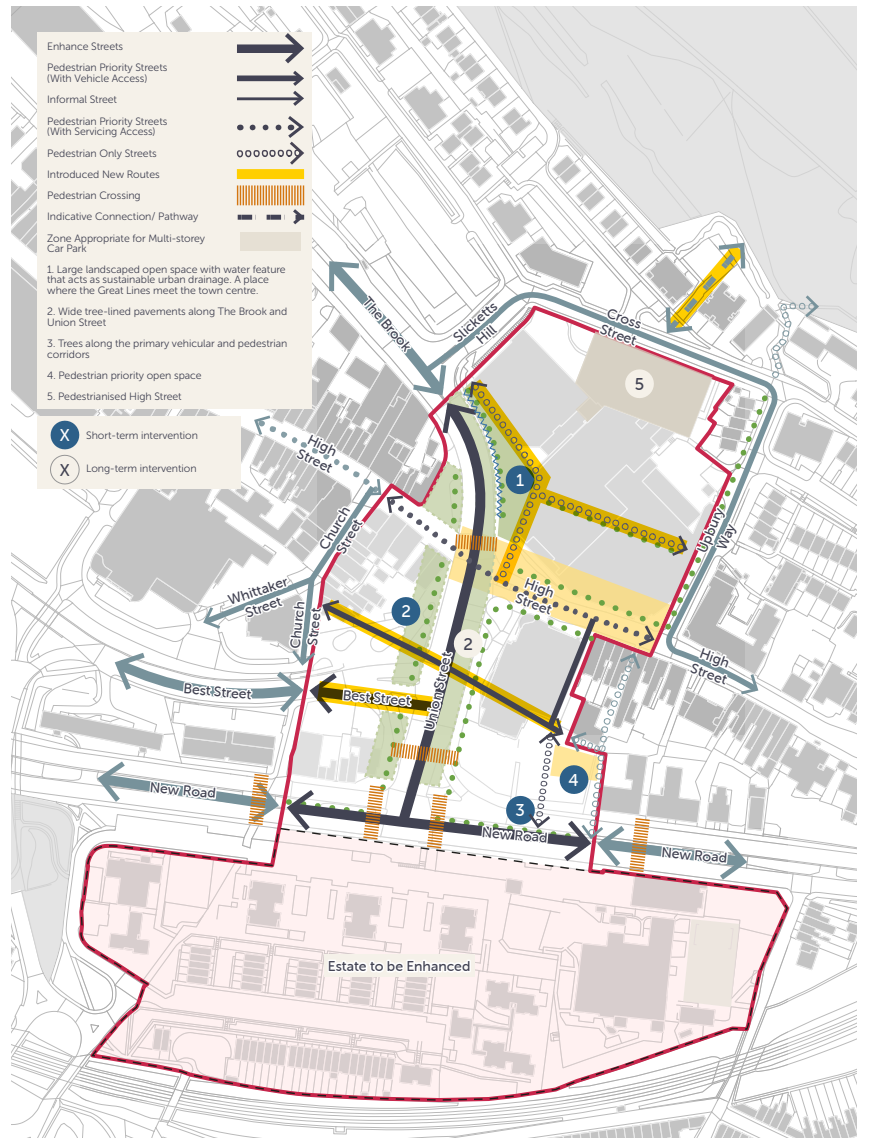 Enhance Streets
Pedestrian Priority Streets
(With Vehicle Access)
Informal Street
Pedestrian Priority Streets
(With Servicing Access)
Pedestrian Only Streets
Introduced New Routes
Pedestrian Crossing
Indicative Connection/ Pathway
Zone Appropriate for Multi-storey
Car Park
1. Large landscaped open space with water feature
that acts as sustainable urban drainage. A place
where the Great Lines meet the town centre.
2. Wide tree-lined pavements along The Brook and
Union Street
3. Trees along the primary vehicular and pedestrian
corridors
4. Pedestrian priority open space
5. Pedestrianised High Street
X Short-term intervention
X Long-term intervention
The Brook
Slicketts
Hill
Cross
Street
5
High
Street
1
Church
Street
Upbury
Way
Whittaker
Street
High
Street
2
Church
Street
2
High
Street
Best Street
Best Street
Union Street
New Road
4
3
New Road
New Road
Estate to be Enhanced